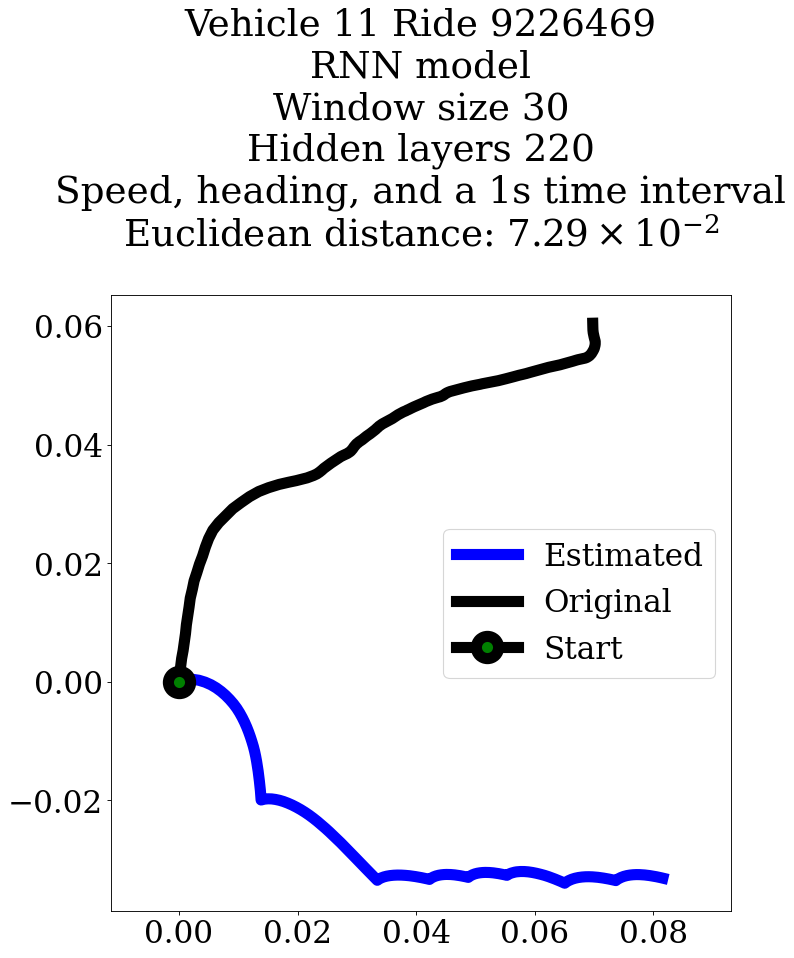 Vehicle 11 Ride 9226469
RNN model
Window size 30
Hidden layers 220
Speed, heading, and a 1s time interval
Euclidean distance: 7.29 × 10⁻²
0.06
0.04
0.02
0.00
−0.02
Estimated
Original
Start
0.00 0.02 0.04 0.06 0.08